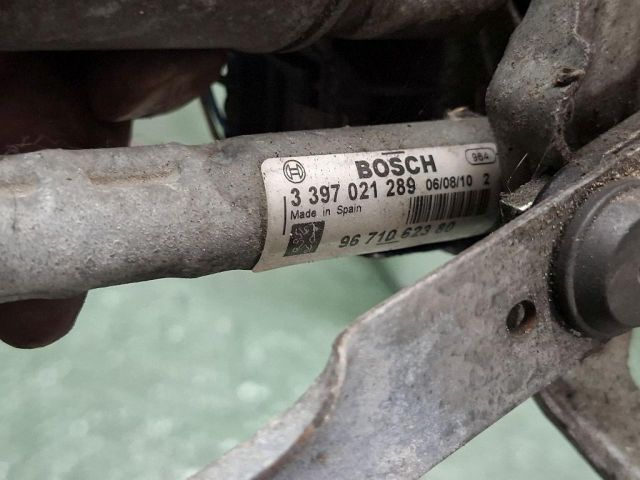 BOSCH 964
3 397 021 289 06/08/10 2
Made in Spain
96 710 623 80